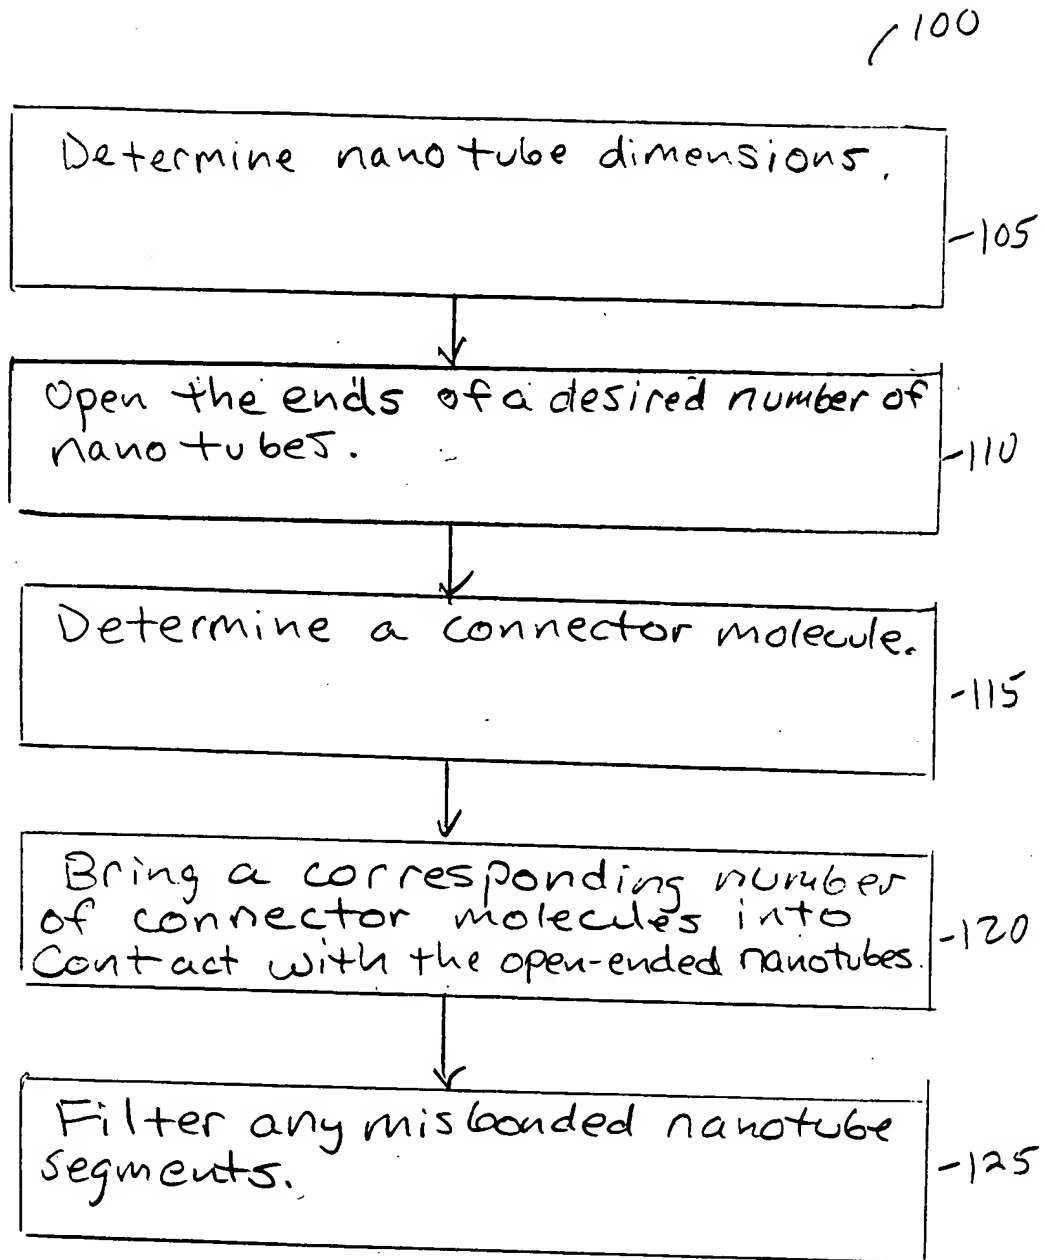 100
Determine nanotube dimensions.
-105
Open the ends of a desired number of
nanotubes.
-110
Determine a connector molecule.
-115
Bring a corresponding number
of connector molecules into
Contact with the open-ended nanotubes.
-120
Filter any misbonded nanotube
segments.
-125